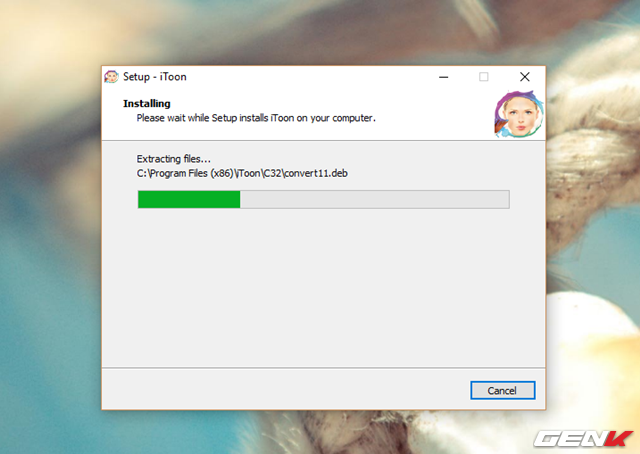 Setup - iToon
Installing
Please wait while Setup installs iToon on your computer.
Extracting files...
C:\Program Files (x86)\iToon\C32\convert11.deb
Cancel
GENK